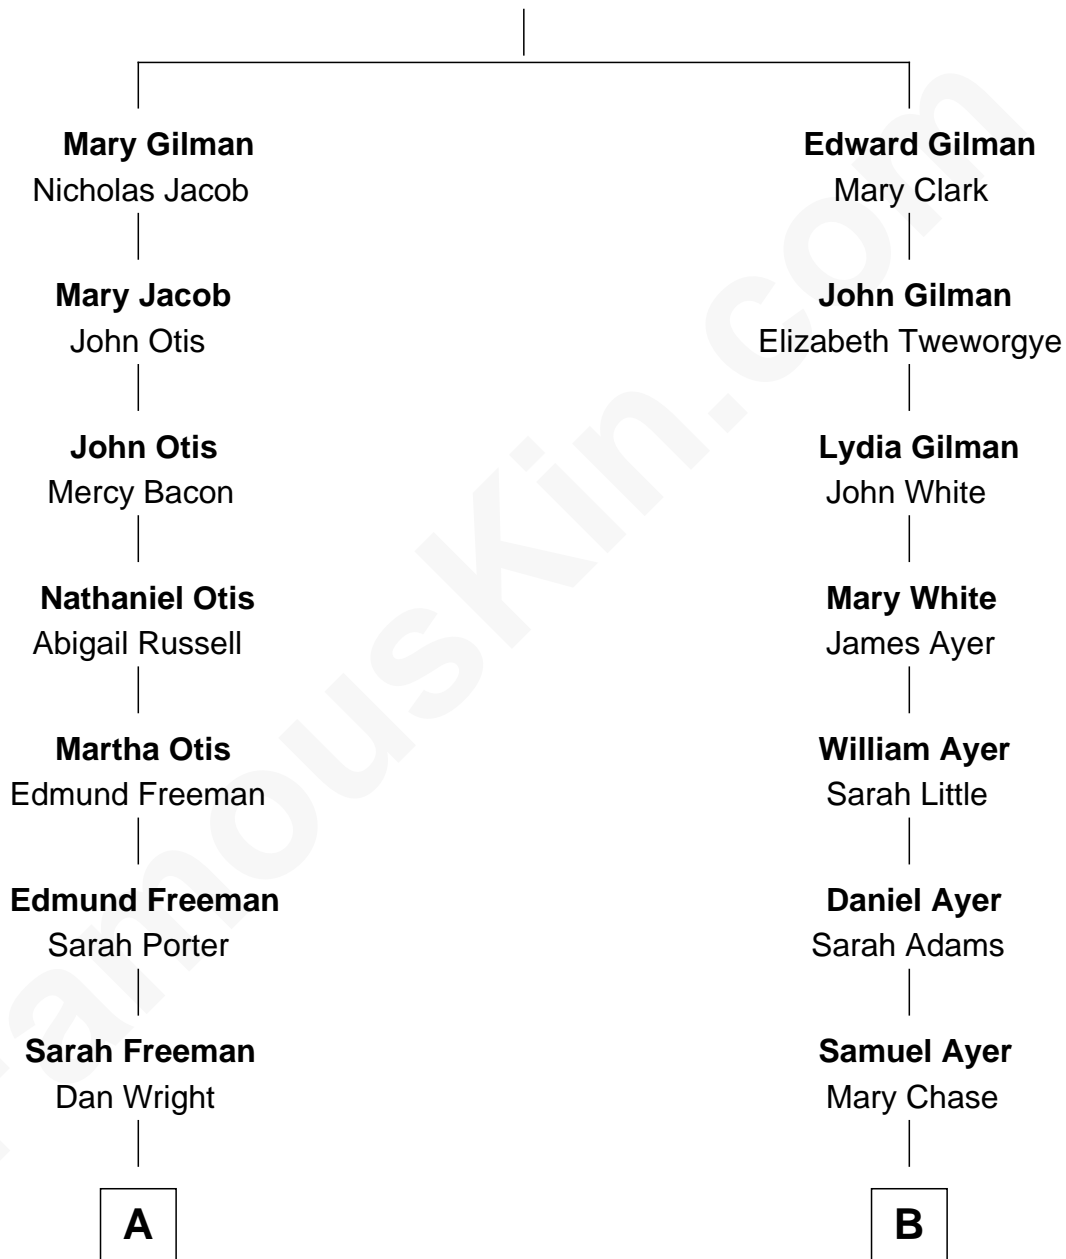 Mary Gilman
Nicholas Jacob
Mary Jacob
John Otis
John Otis
Mercy Bacon
Nathaniel Otis
Abigail Russell
Martha Otis
Edmund Freeman
Edmund Freeman
Sarah Porter
Sarah Freeman
Dan Wright
A
Edward Gilman
Mary Clark
John Gilman
Elizabeth Tweworgye
Lydia Gilman
John White
Mary White
James Ayer
William Ayer
Sarah Little
Daniel Ayer
Sarah Adams
Samuel Ayer
Mary Chase
B
FamousKin.com